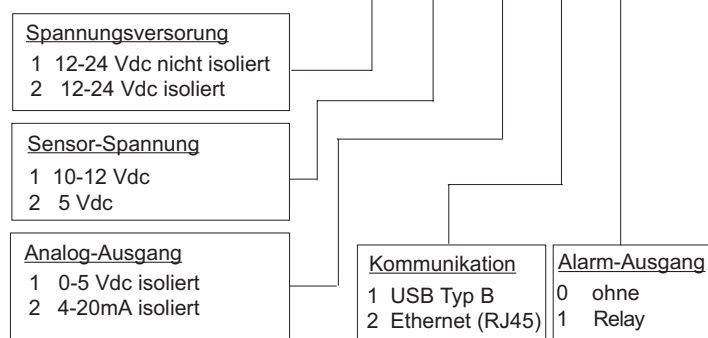 Spannungsversorung
1 12-24 Vdc nicht isoliert
2 12-24 Vdc isoliert
Sensor-Spannung
1 10-12 Vdc
2 5 Vdc
Analog-Ausgang
1 0-5 Vdc isoliert
2 4-20mA isoliert
Kommunikation
1 USB Typ B
2 Ethernet (RJ45)
Alarm-Ausgang
0 ohne
1 Relay